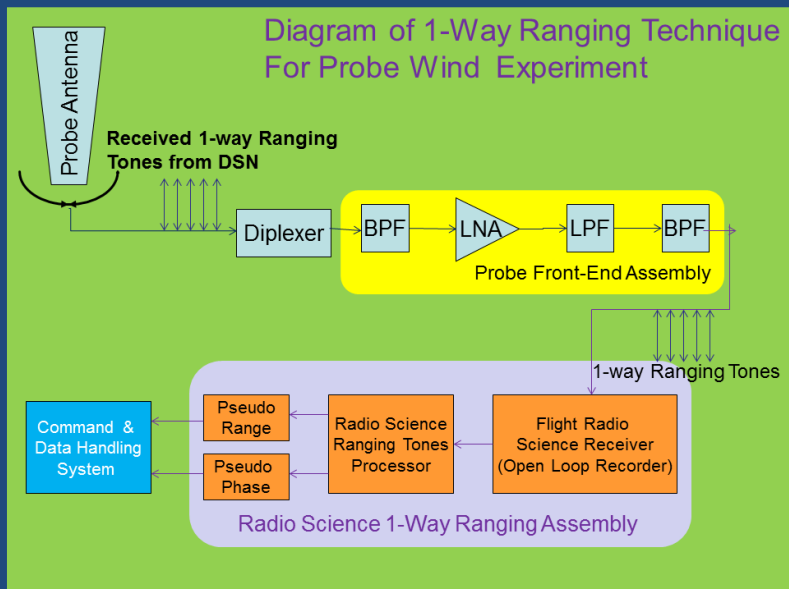 Diagram of 1-Way Ranging Technique
For Probe Wind Experiment
Probe Antenna
Received 1-way Ranging
Tones from DSN
Diplexer
BPF
LNA
LPF
BPF
Probe Front-End Assembly
1-way Ranging Tones
Command &
Data Handling
System
Pseudo
Range
Pseudo
Phase
Radio Science
Ranging Tones
Processor
Flight Radio
Science Receiver
(Open Loop Recorder)
Radio Science 1-Way Ranging Assembly